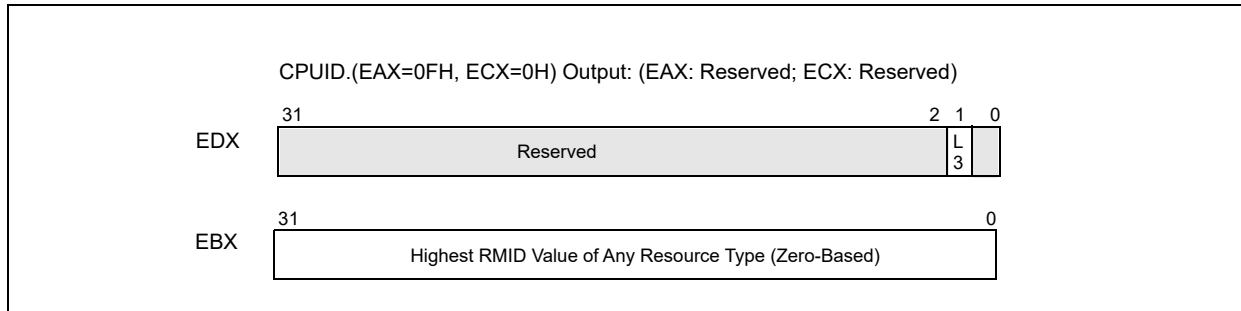 CPUID.(EAX=0FH, ECX=0H) Output: (EAX: Reserved; ECX: Reserved)
31 2 1 0
EDX Reserved L
3
31 0
EBX Highest RMID Value of Any Resource Type (Zero-Based)